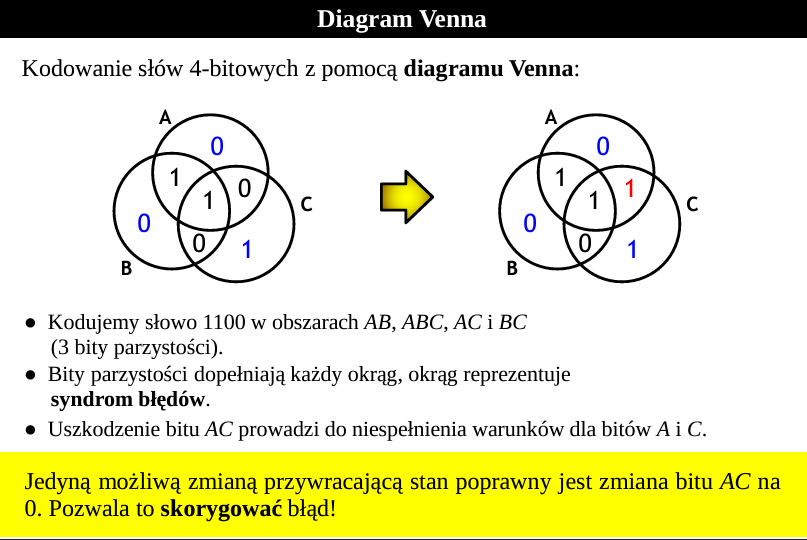 Diagram Venna
Kodowanie słów 4-bitowych z pomocą diagramu Venna:
A A
0 0
1 0 1 1
1 1
C C
0 0
0 1 0 1
B B
● Kodujemy słowo 1100 w obszarach AB, ABC, AC i BC
(3 bity parzystości).
● Bity parzystości dopełniają każdy okrąg, okrąg reprezentuje
syndrom błędów.
● Uszkodzenie bitu AC prowadzi do niespełnienia warunków dla bitów A i C.
Jedyną możliwą zmianą przywracającą stan poprawny jest zmiana bitu AC na
0. Pozwala to skorygować błąd!